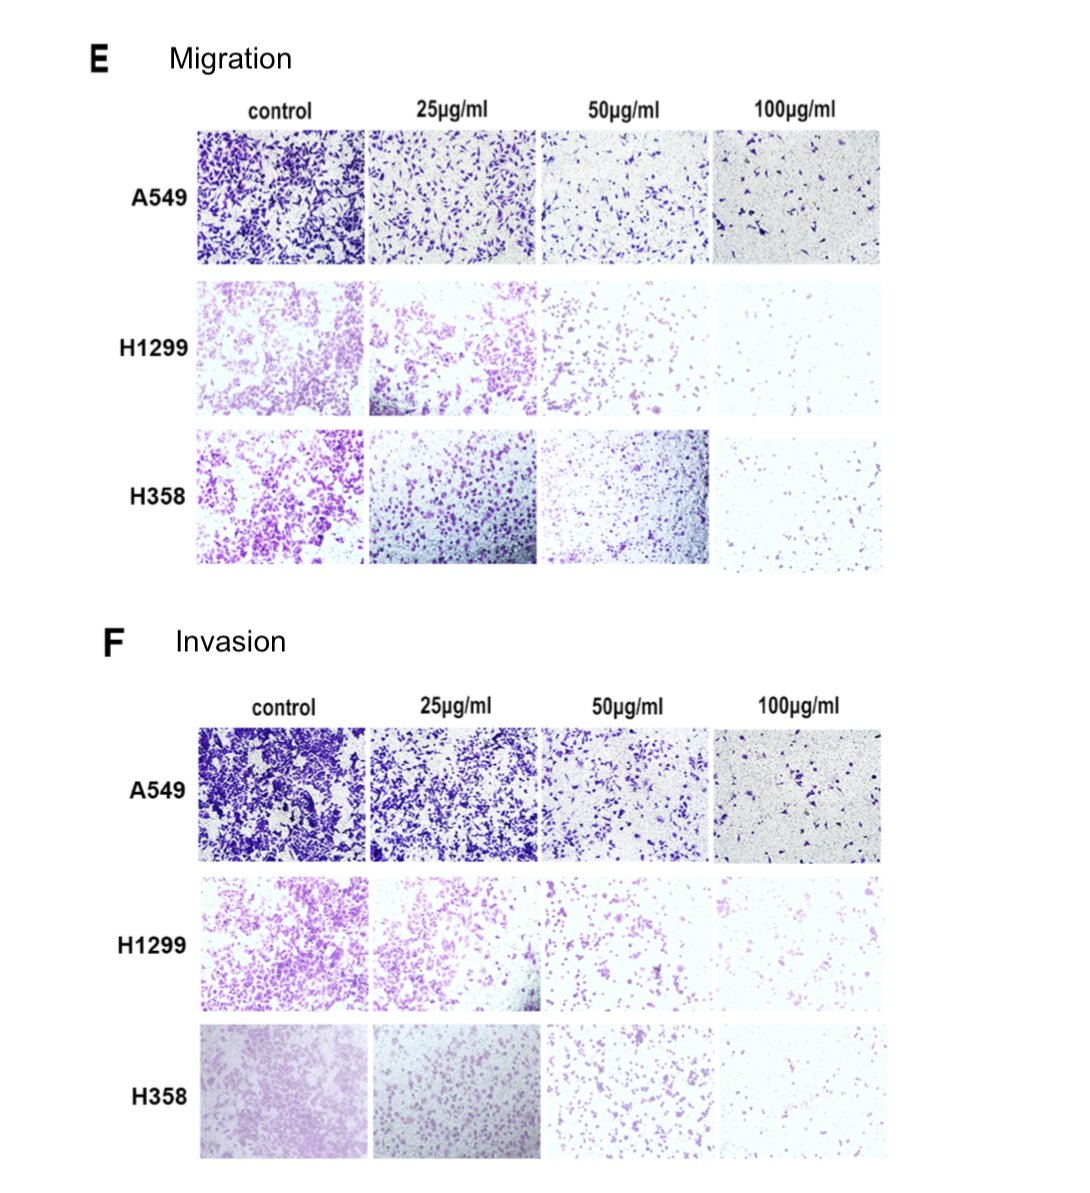 E Migration
control 25μg/ml 50μg/ml 100μg/ml
A549
H1299
H358
F Invasion
control 25μg/ml 50μg/ml 100μg/ml
A549
H1299
H358